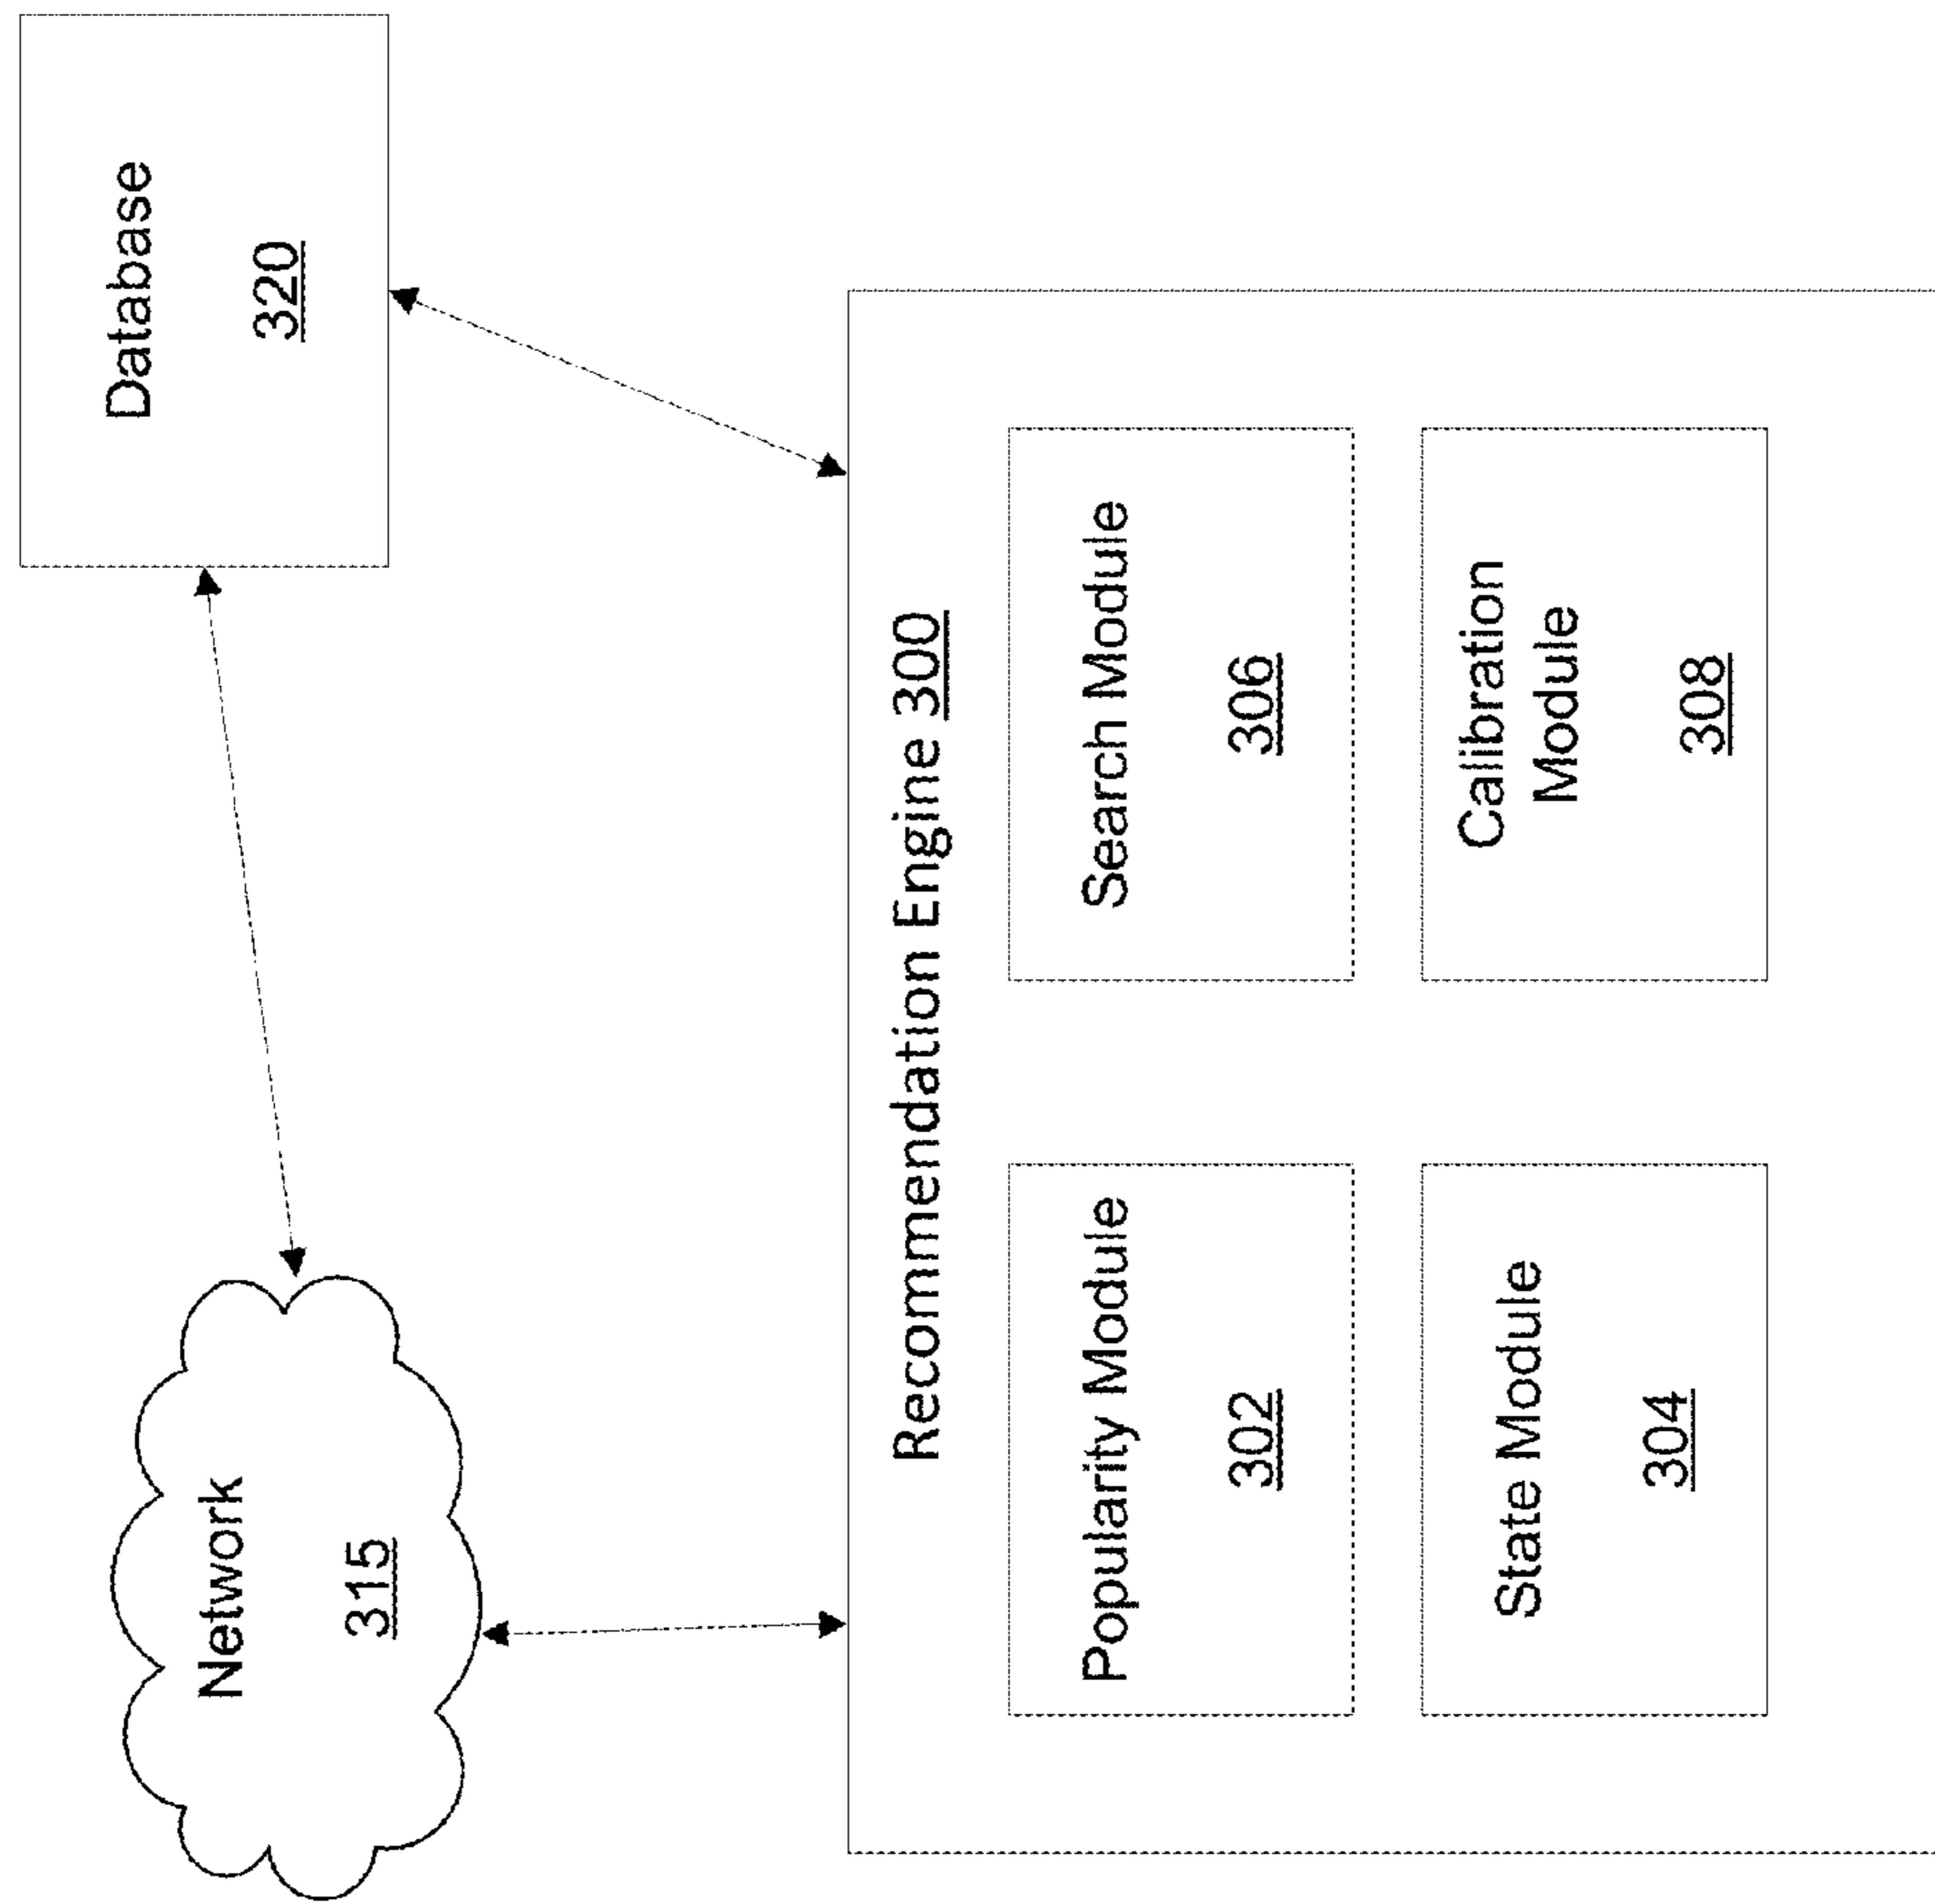 Network
315
Database
320
Recommendation Engine 300
Popularity Module
302
Search Module
306
State Module
304
Calibration
Module
308